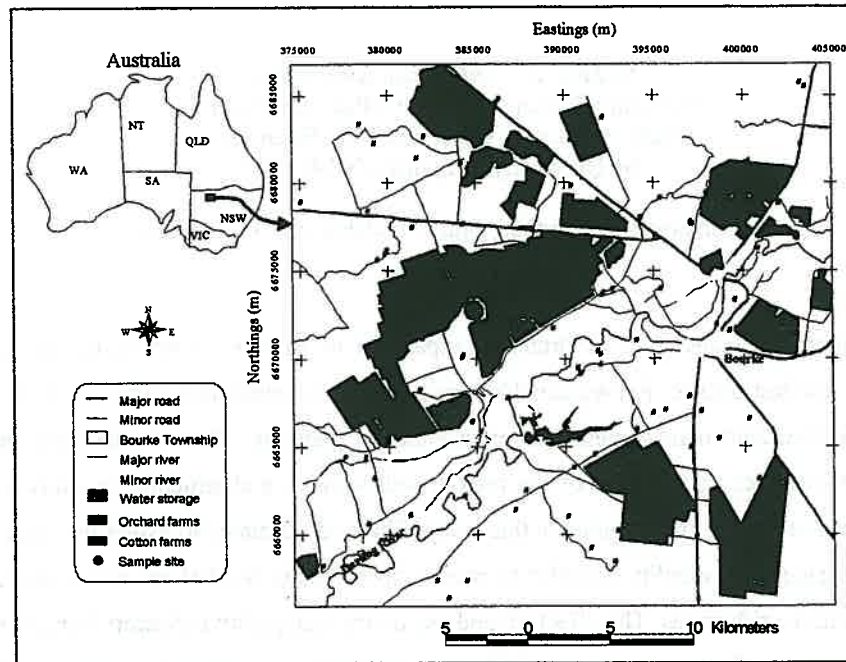 Australia
WA
NT
QLD
SA
NSW
VIC
N
W E
S
Major road
Minor road
Bourke Township
Major river
Minor river
Water storage
Orchard farms
Cotton farms
Sample site
Eastings (m)
375000 380000 385000 390000 395000 400000 405000
Northings (m)
6685000
6680000
6675000
6670000
6665000
6660000
Bourke
5 0 5 10 Kilometers